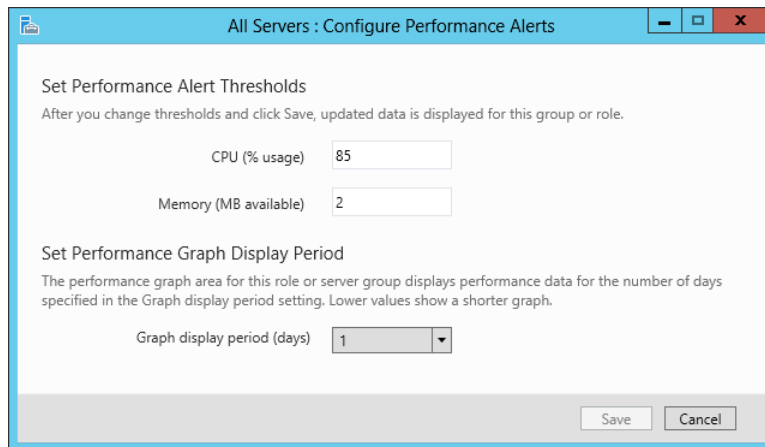 All Servers : Configure Performance Alerts
Set Performance Alert Thresholds
After you change thresholds and click Save, updated data is displayed for this group or role.
CPU (% usage) 85
Memory (MB available) 2
Set Performance Graph Display Period
The performance graph area for this role or server group displays performance data for the number of days
specified in the Graph display period setting. Lower values show a shorter graph.
Graph display period (days) 1
Save Cancel